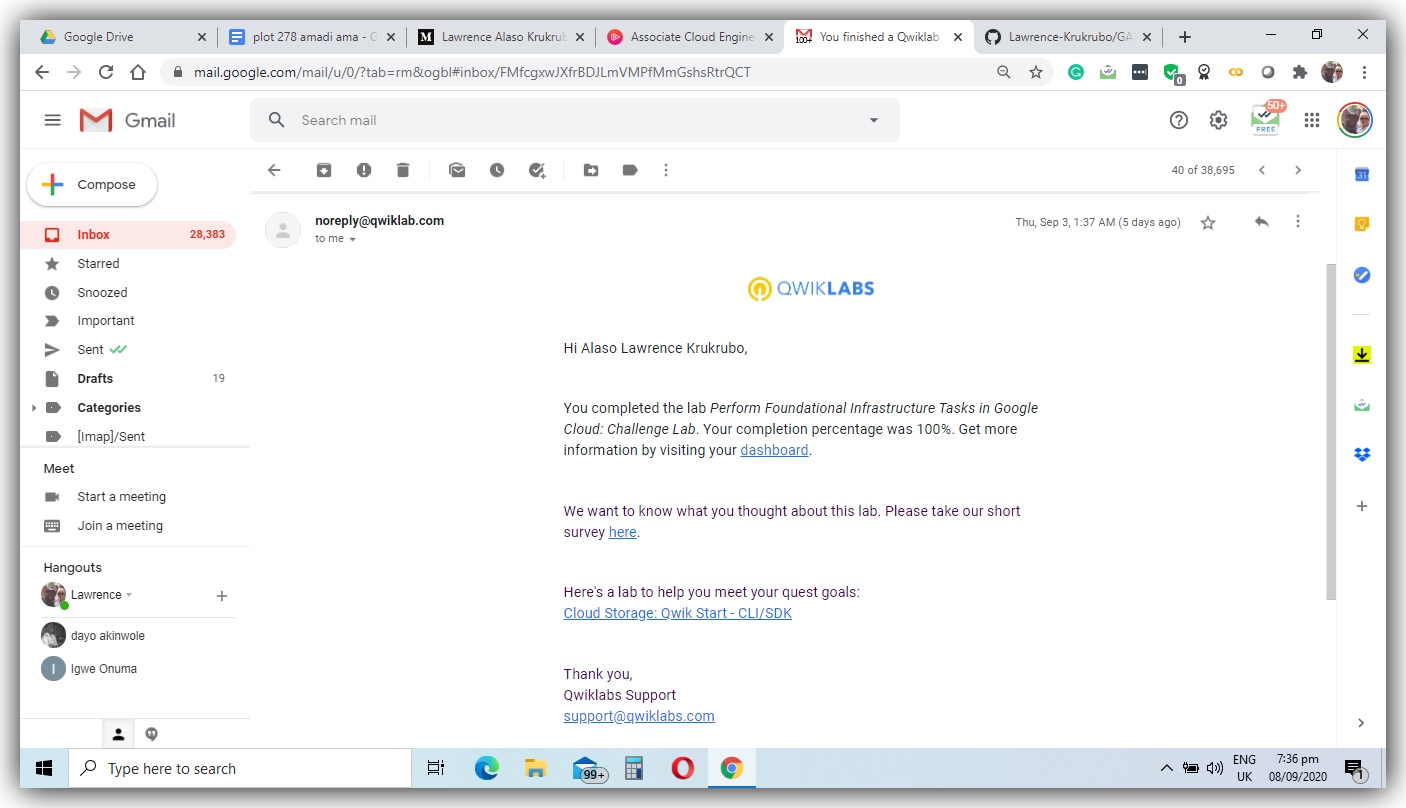 Google Drive
plot 278 amadi ama - G
Lawrence Alaso Krukrub
Associate Cloud Engine
You finished a Qwiklab
Lawrence-Krukrubo/GA
mail.google.com/mail/u/0/?tab=rm&ogbl#inbox/FMfcgxwJXfrBDJLmVMPfMmGshsRtrQCT
0
Gmail
Search mail
50+
FREE
Compose
40 of 38,695
31
Inbox 28,383
noreply@qwiklab.com
Thu, Sep 3, 1:37 AM (5 days ago)
to me
Starred
Snoozed
Important
Sent
Drafts 19
Categories
[Imap]/Sent
Meet
Start a meeting
Join a meeting
Hangouts
Lawrence
dayo akinwole
I Igwe Onuma
QWIKLABS
Hi Alaso Lawrence Krukrubo,
You completed the lab Perform Foundational Infrastructure Tasks in Google
Cloud: Challenge Lab. Your completion percentage was 100%. Get more
information by visiting your dashboard.
We want to know what you thought about this lab. Please take our short
survey here.
Here's a lab to help you meet your quest goals:
Cloud Storage: Qwik Start - CLI/SDK
Thank you,
Qwiklabs Support
support@qwiklabs.com
Type here to search
99+
ENG
UK
7:36 pm
08/09/2020
1